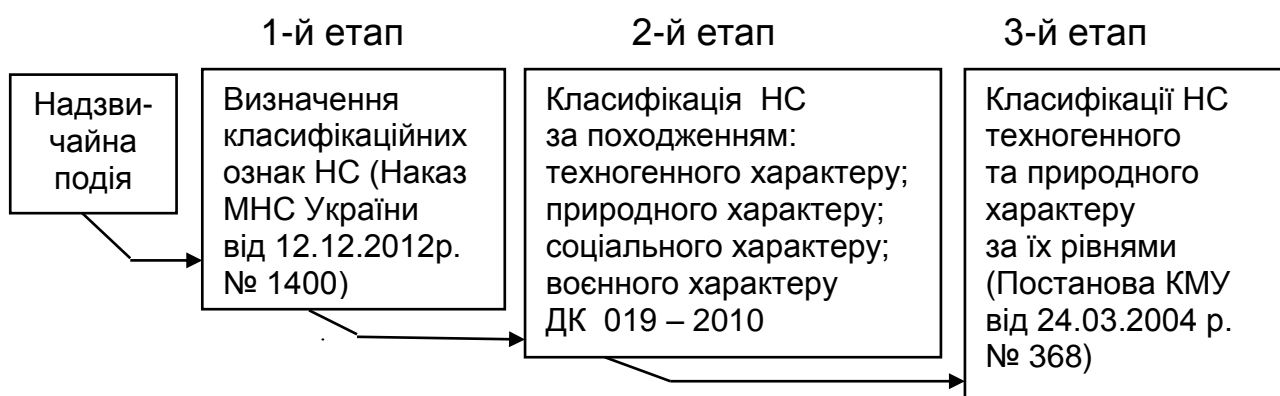 1-й етап
2-й етап
3-й етап
Надзви-
чайна
подія
Визначення
класифікаційних
ознак НС (Наказ
МНС України
від 12.12.2012р.
№ 1400)
Класифікація НС
за походженням:
техногенного характеру;
природного характеру;
соціального характеру;
воєнного характеру
ДК 019 – 2010
Класифікації НС
техногенного
та природного
характеру
за їх рівнями
(Постанова КМУ
від 24.03.2004 р.
№ 368)